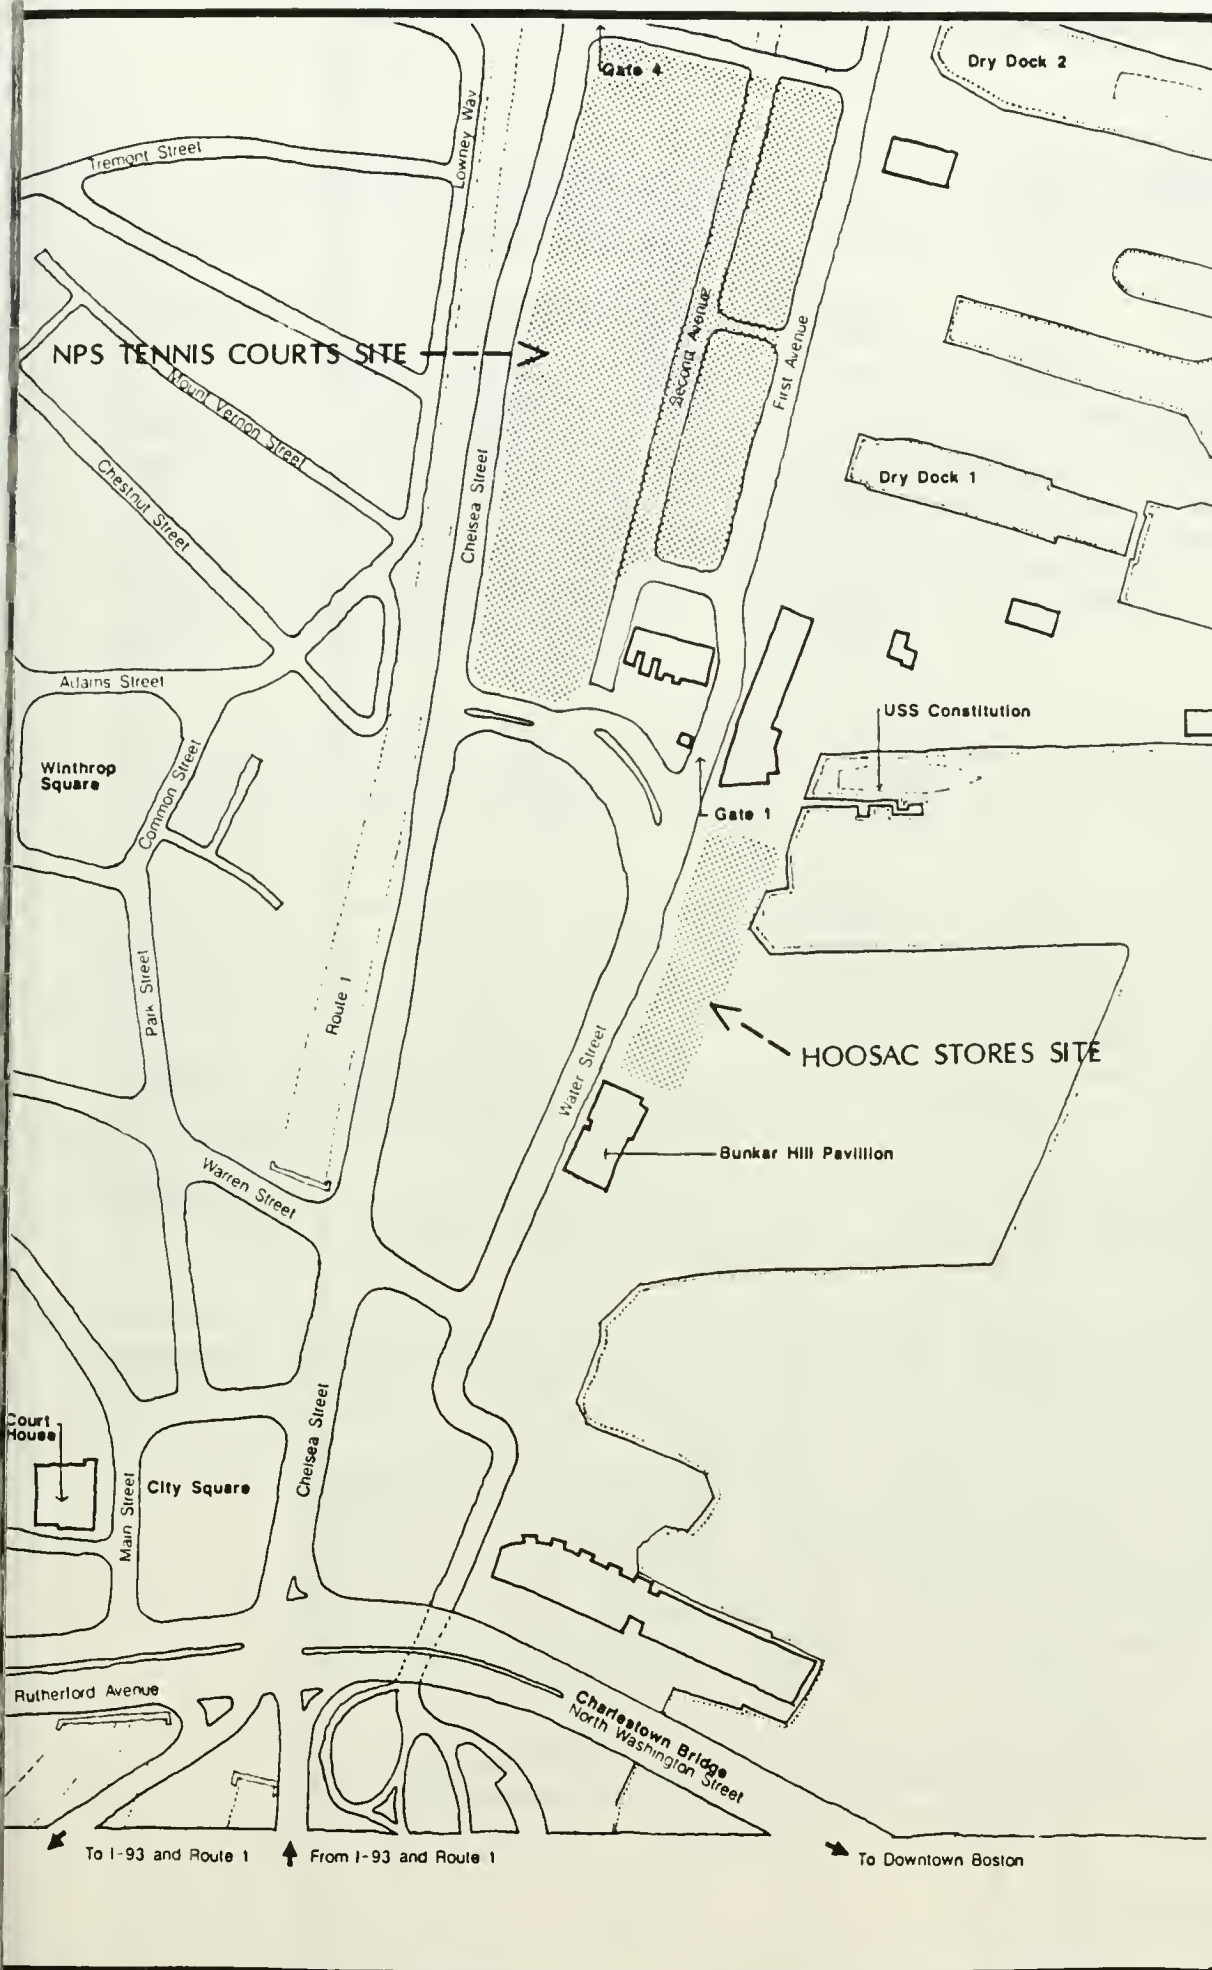 Dry Dock 2
Gate 4
Lowney Way
Tremont Street
NPS TENNIS COURTS SITE
Second Avenue
First Avenue
Mount Vernon Street
Chestnut Street
Chelsea Street
Dry Dock 1
Adams Street
USS Constitution
Winthrop
Square
Common Street
Gate 1
Park Street
Route 1
HOOSAC STORES SITE
Water Street
Bunkar Hill Pavillion
Warren Street
Court
House
Chelsea Street
Main Street
City Square
Rutherford Avenue
Charlestown Bridge
North Washington Street
To I-93 and Route 1
From I-93 and Route 1
To Downtown Boston